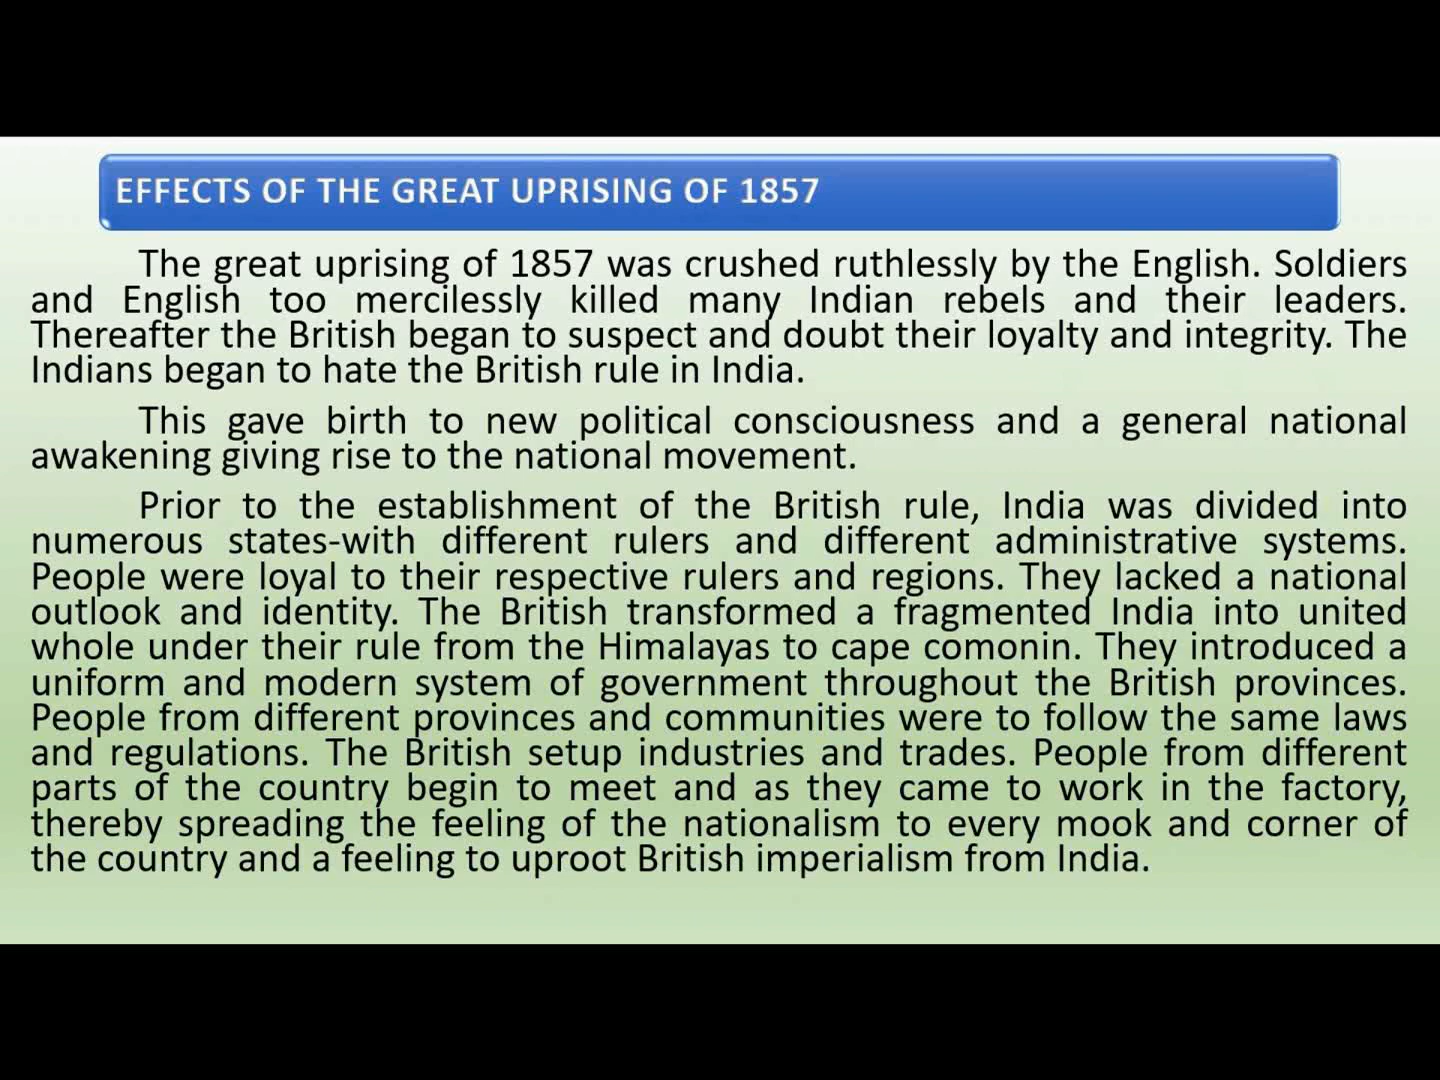 EFFECTS OF THE GREAT UPRISING OF 1857
The great uprising of 1857 was crushed ruthlessly by the English. Soldiers
and English too mercilessly killed many Indian rebels and their leaders.
Thereafter the British began to suspect and doubt their loyalty and integrity. The
Indians began to hate the British rule in India.
This gave birth to new political consciousness and a general national
awakening giving rise to the national movement.
Prior to the establishment of the British rule, India was divided into
numerous states-with different rulers and different administrative systems.
People were loyal to their respective rulers and regions. They lacked a national
outlook and identity. The British transformed a fragmented India into united
whole under their rule from the Himalayas to cape comonin. They introduced a
uniform and modern system of government throughout the British provinces.
People from different provinces and communities were to follow the same laws
and regulations. The British setup industries and trades. People from different
parts of the country begin to meet and as they came to work in the factory,
thereby spreading the feeling of the nationalism to every mook and corner of
the country and a feeling to uproot British imperialism from India.